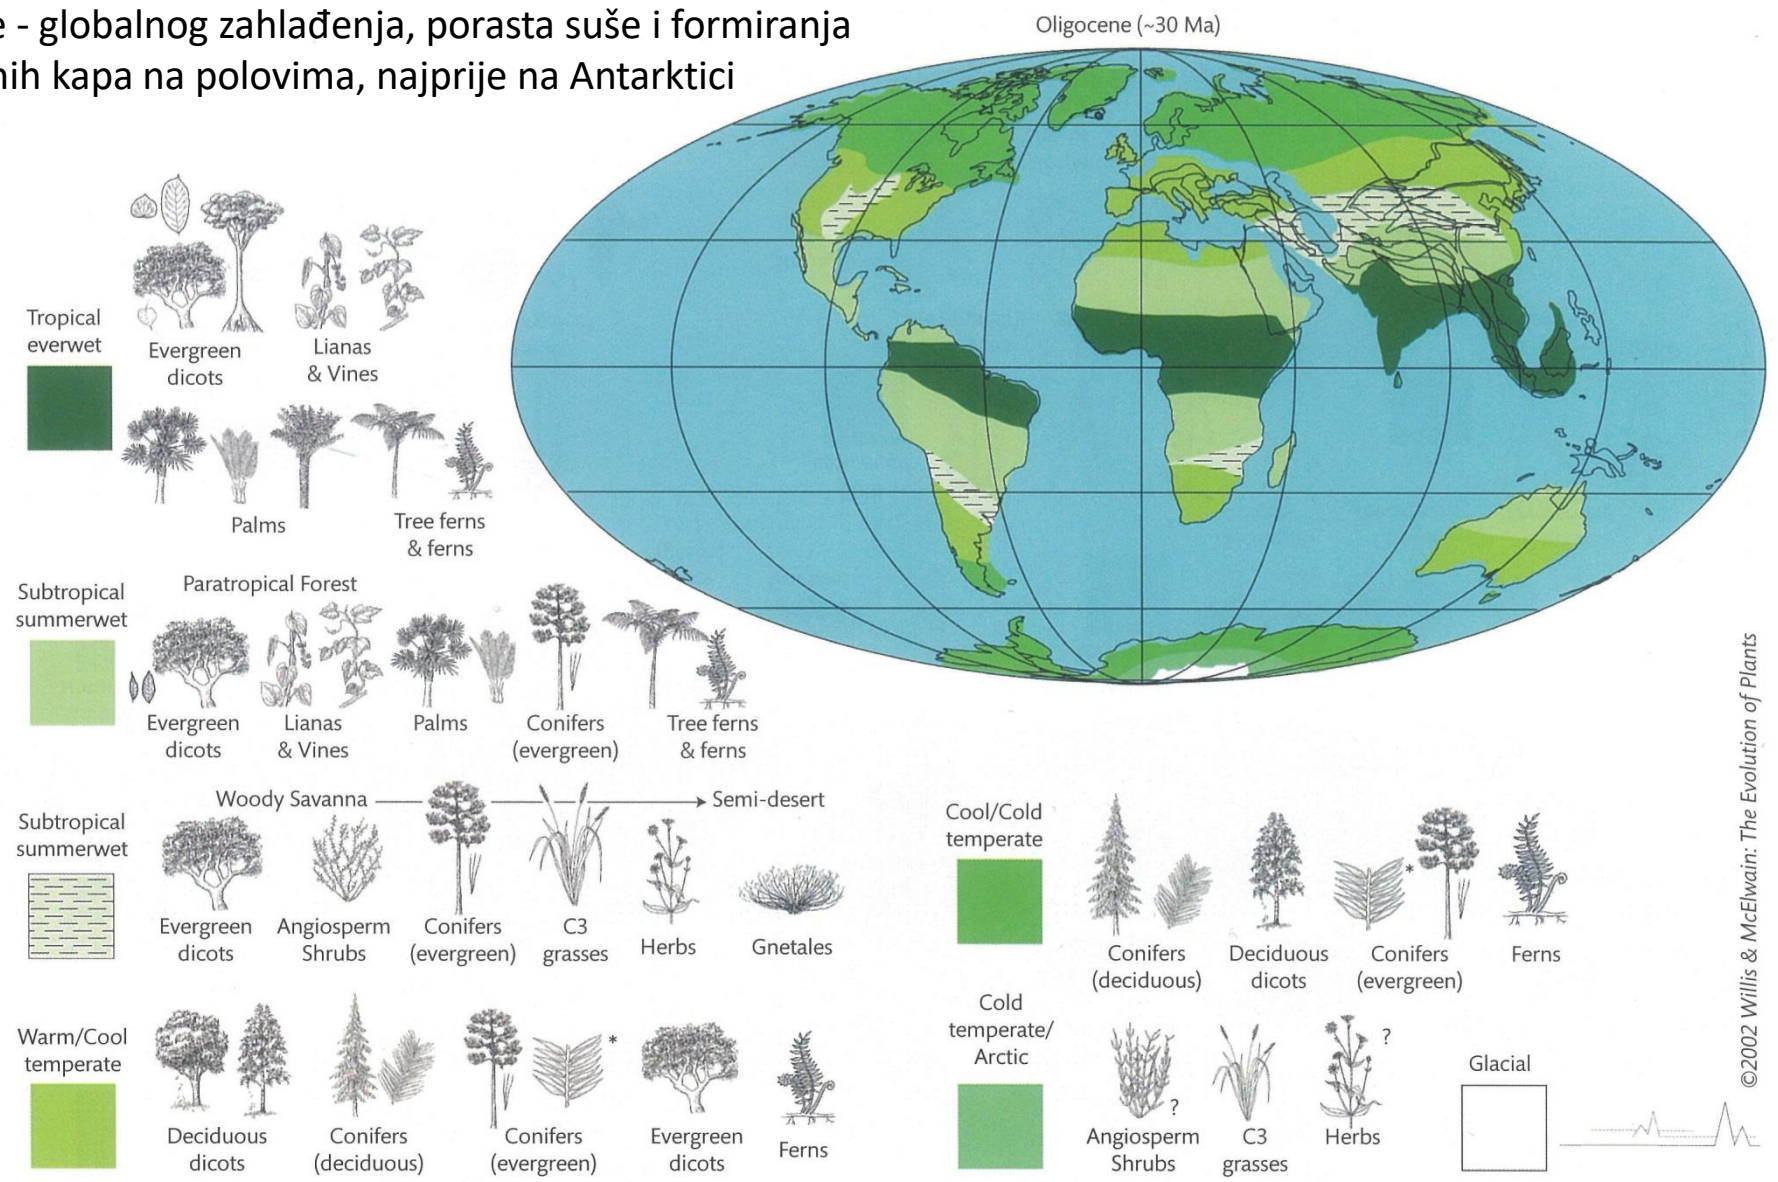 - globalnog zahlađenja, porasta suše i formiranja
kapa na polovima, najprije na Antarktici
Oligocene (~30 Ma)
Tropical
everwet
Evergreen
dicots
Lianas
& Vines
Palms
Tree ferns
& ferns
Subtropical
summerwet
Paratropical Forest
Evergreen
dicots
Lianas
& Vines
Palms
Conifers
(evergreen)
Tree ferns
& ferns
Woody Savanna
Semi-desert
Subtropical
summerwet
Evergreen
dicots
Angiosperm
Shrubs
Conifers
(evergreen)
C3
grasses
Herbs
Gnetales
Warm/Cool
temperate
*
Deciduous
dicots
Conifers
(deciduous)
Conifers
(evergreen)
Evergreen
dicots
Ferns
Cool/Cold
temperate
*
Conifers
(deciduous)
Deciduous
dicots
Conifers
(evergreen)
Ferns
Cold
temperate/
Arctic
?
?
Angiosperm
Shrubs
C3
grasses
Herbs
Glacial
©2002 Willis & McElwain: The Evolution of Plants